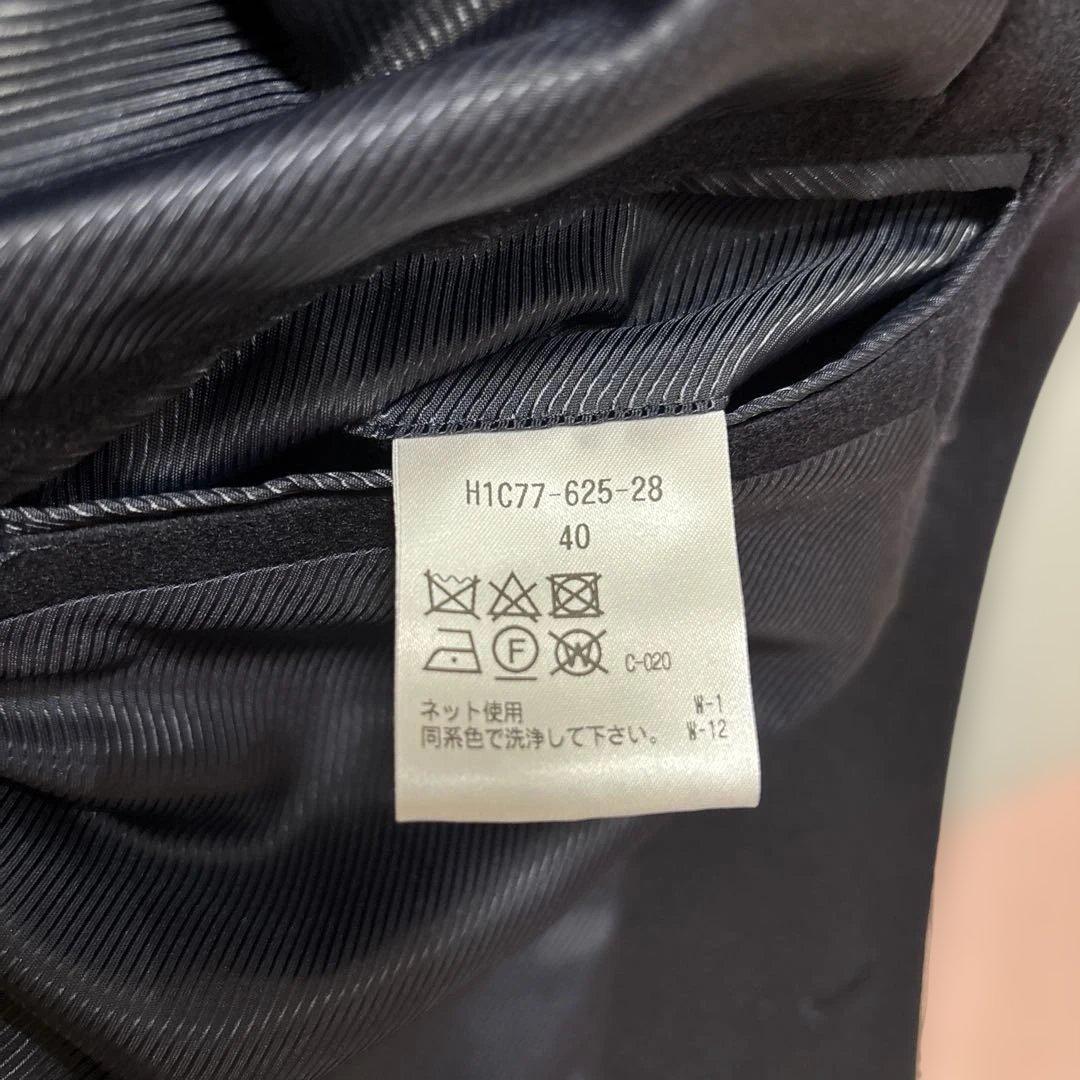 H1C77-625-28
40
F W C-020
ネット使用 W-1
同系色で洗浄して下さい。 W-12